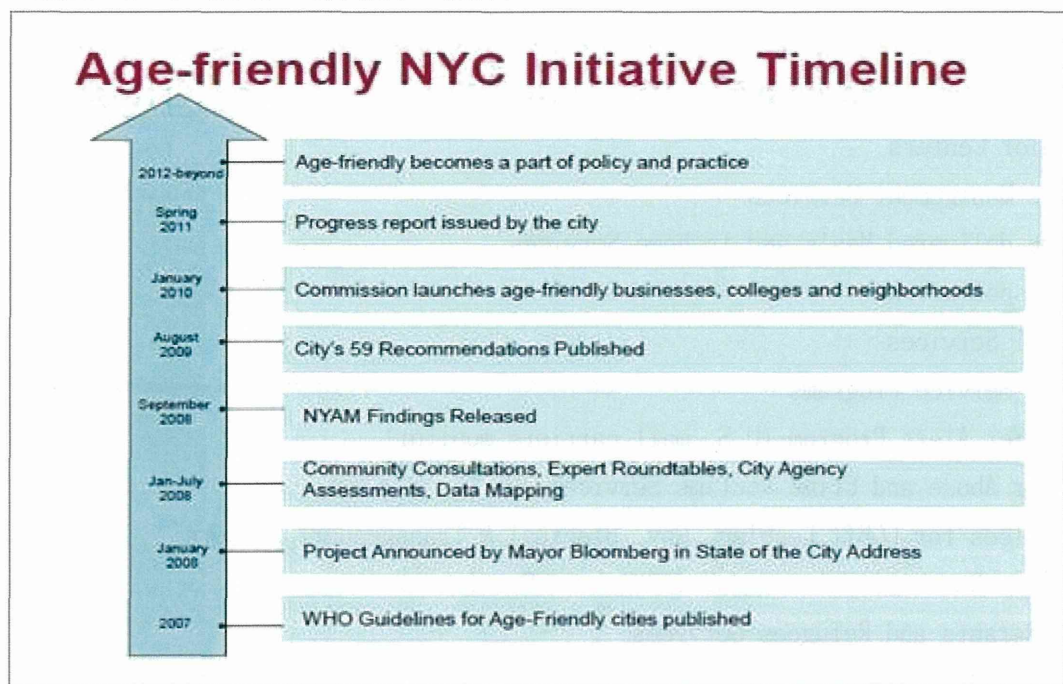 Age-friendly NYC Initiative Timeline
2012-beyond
Age-friendly becomes a part of policy and practice
Spring
2011
Progress report issued by the city
January
2010
Commission launches age-friendly businesses, colleges and neighborhoods
August
2009
City's 59 Recommendations Published
September
2008
NYAM Findings Released
Jan-July
2008
Community Consultations, Expert Roundtables, City Agency
Assessments, Data Mapping
January
2008
Project Announced by Mayor Bloomberg in State of the City Address
2007
WHO Guidelines for Age-Friendly cities published